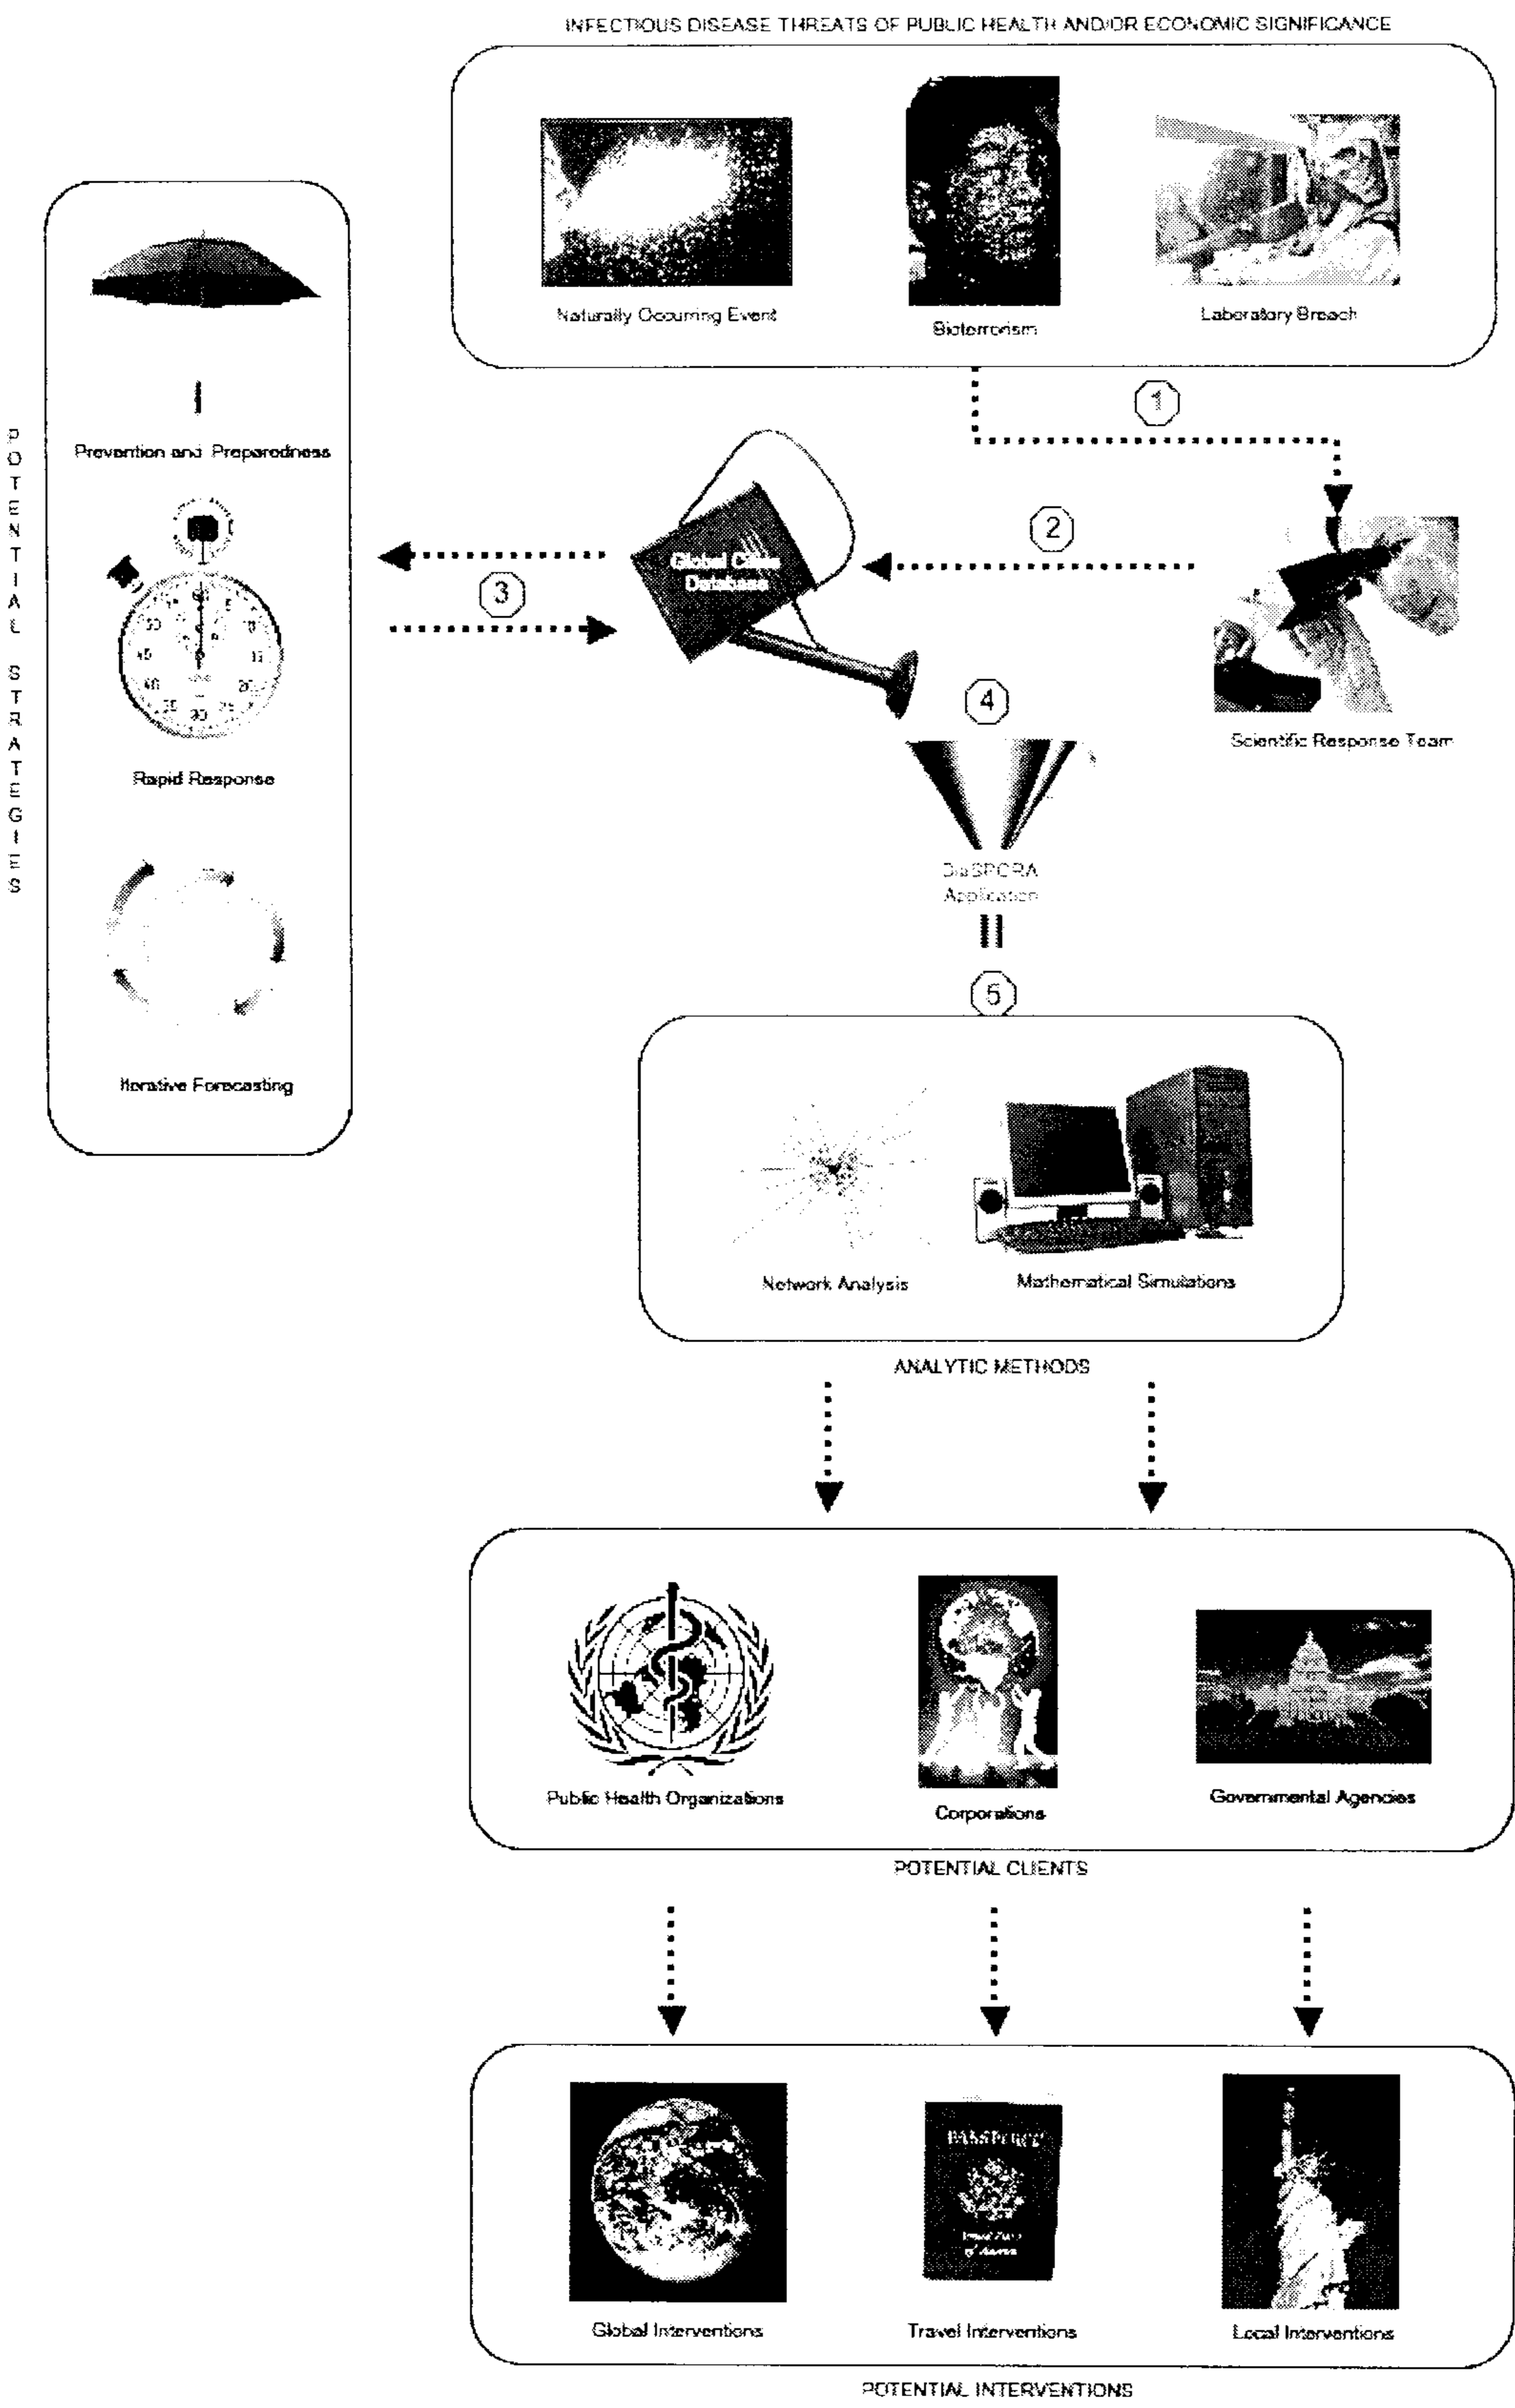 INFECTIOUS DISEASE THREATS OF PUBLIC HEALTH AND/OR ECONOMIC SIGNIFICANCE
Naturally Occurring Event
Bioterrorism
Laboratory Breach
1
POTENTIAL STRATEGIES
Prevention and Preparedness
Rapid Response
Iterative Forecasting
Global Cities
Database
2
3
4
Scientific Response Team
BioSPORA
Application
5
Network Analysis
Mathematical Simulations
ANALYTIC METHODS
Public Health Organizations
Corporations
Governmental Agencies
POTENTIAL CLIENTS
PASSPORT
Global Interventions
Travel Interventions
Local Interventions
POTENTIAL INTERVENTIONS